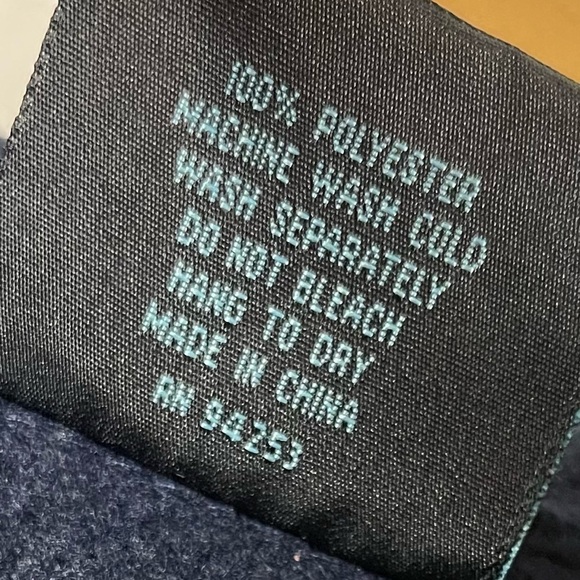 100% POLYESTER
MACHINE WASH COLD
WASH SEPARATELY
DO NOT BLEACH
HANG TO DRY
MADE IN CHINA
RN 94253